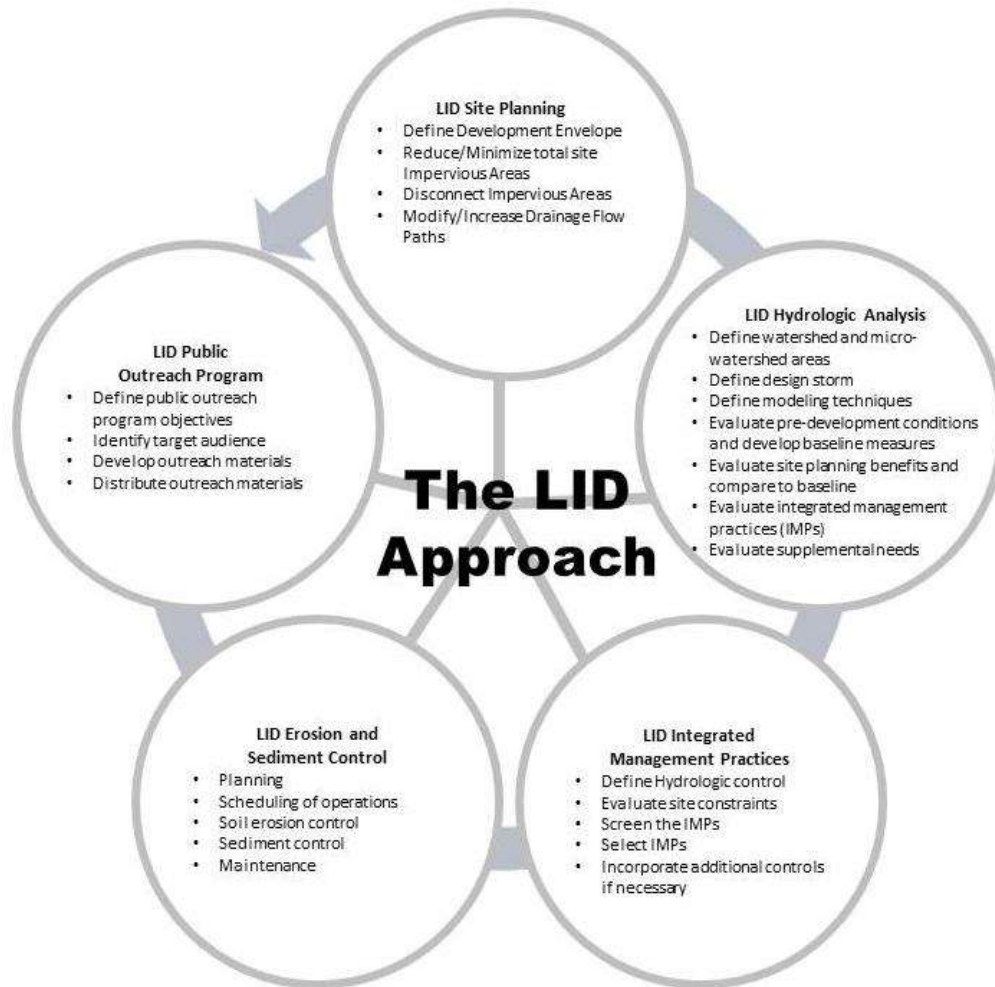 LID Site Planning
• Define Development Envelope
• Reduce/Minimize total site
Impervious Areas
• Disconnect Impervious Areas
• Modify/Increase Drainage Flow
Paths
LID Hydrologic Analysis
• Define watershed and micro-
watershed areas
• Define design storm
• Define modeling techniques
• Evaluate pre-development conditions
and develop baseline measures
• Evaluate site planning benefits and
compare to baseline
• Evaluate integrated management
practices (IMPs)
• Evaluate supplemental needs
LID Integrated
Management Practices
• Define Hydrologic control
• Evaluate site constraints
• Screen the IMPs
• Select IMPs
• Incorporate additional controls
if necessary
LID Erosion and
Sediment Control
• Planning
• Scheduling of operations
• Soil erosion control
• Sediment control
• Maintenance
LID Public
Outreach Program
• Define public outreach
program objectives
• Identify target audience
• Develop outreach materials
• Distribute outreach materials
The LID
Approach